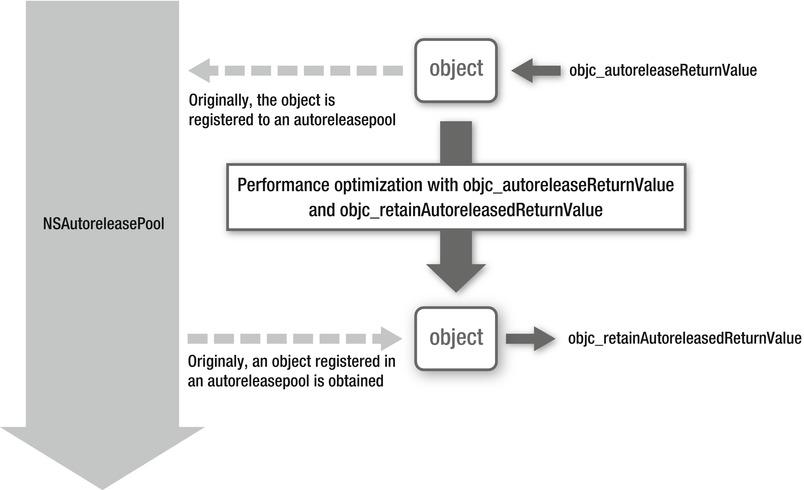 object
objc_autoreleaseReturnValue
Originally, the object is
registered to an autoreleasepool
Performance optimization with objc_autoreleaseReturnValue
and objc_retainAutoreleasedReturnValue
NSAutoreleasePool
object
objc_retainAutoreleasedReturnValue
Originaly, an object registered in
an autoreleasepool is obtained